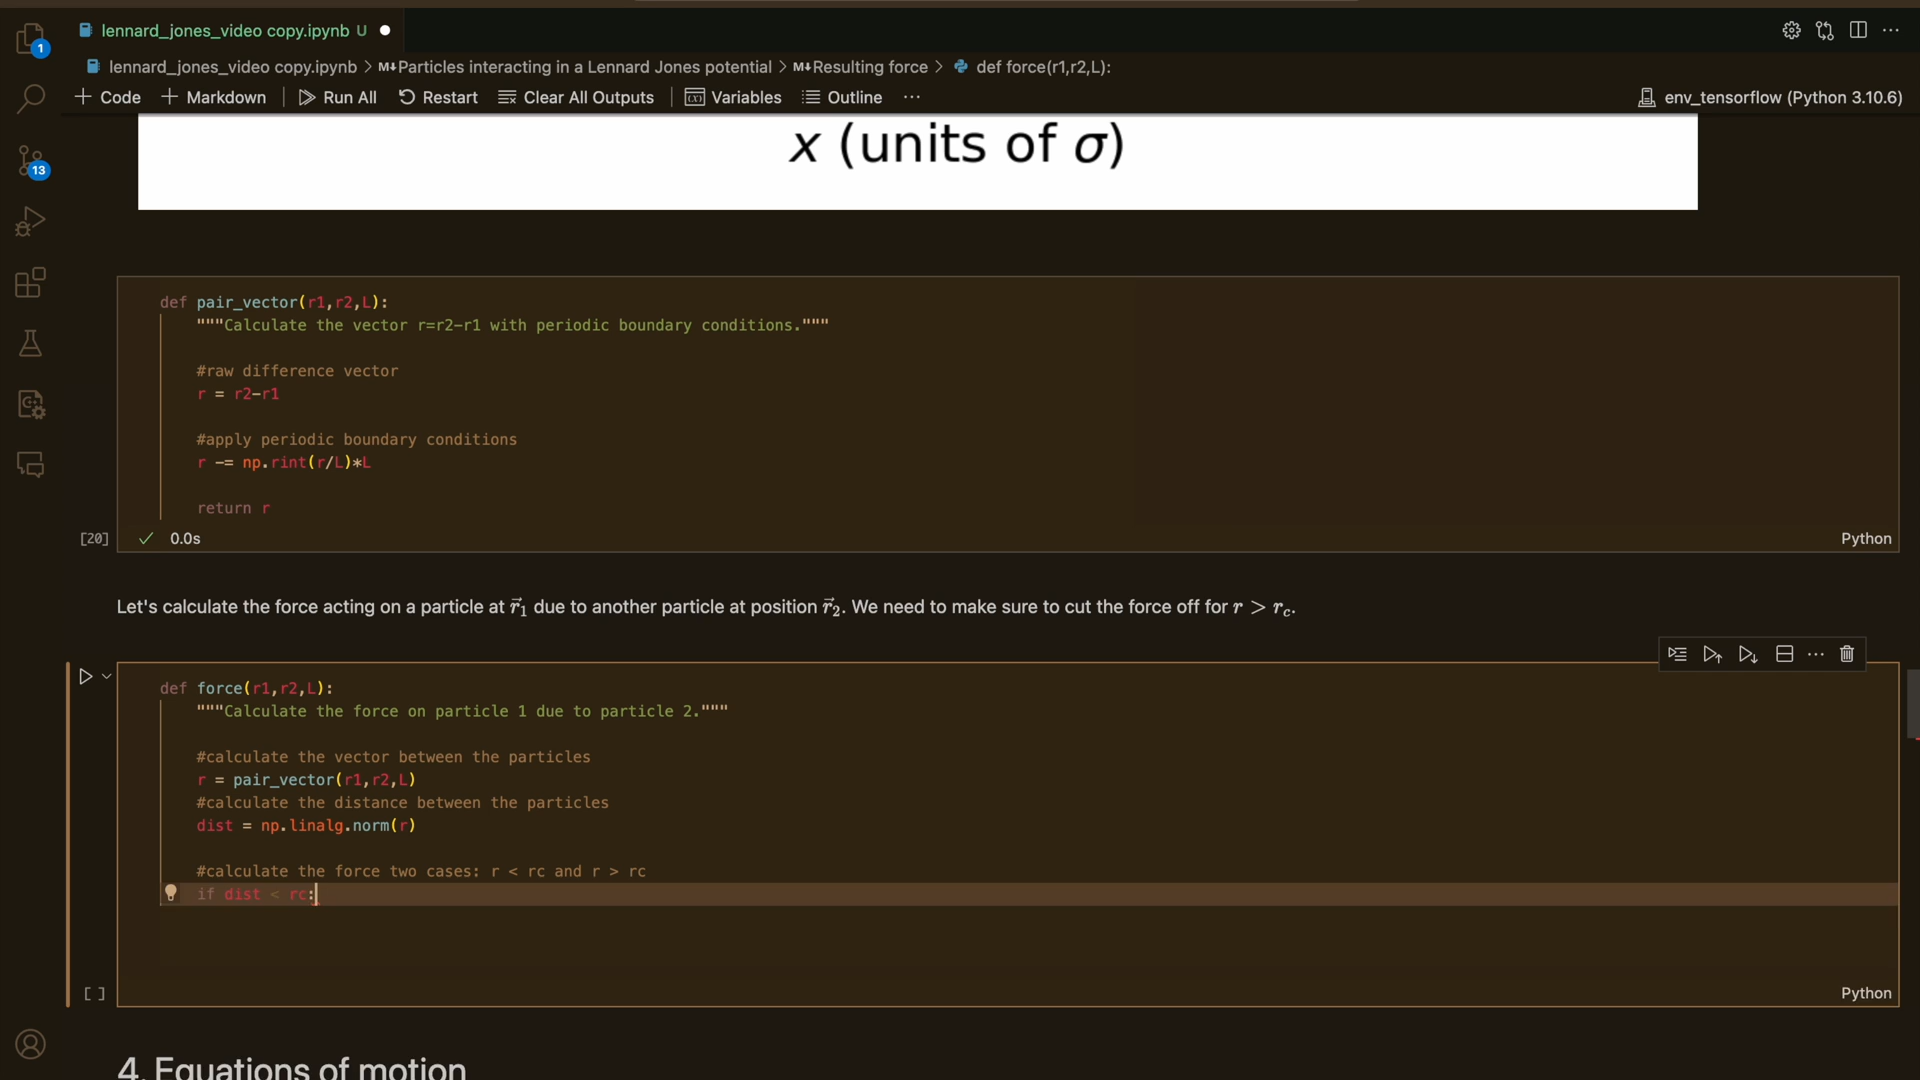 lennard_jones_video copy.ipynb U
lennard_jones_video copy.ipynb > M↓Particles interacting in a Lennard Jones potential > M↓Resulting force > def force(r1,r2,L):
+ Code + Markdown Run All Restart Clear All Outputs Variables Outline ··· env_tensorflow (Python 3.10.6)
1
13
x (units of σ)
def pair_vector(r1,r2,L):
"""Calculate the vector r=r2-r1 with periodic boundary conditions."""
#raw difference vector
r = r2-r1
#apply periodic boundary conditions
r -= np.rint(r/L)*L
return r
[20] 0.0s Python
Let's calculate the force acting on a particle at r⃗₁ due to another particle at position r⃗₂. We need to make sure to cut the force off for r > r_c.
def force(r1,r2,L):
"""Calculate the force on particle 1 due to particle 2."""
#calculate the vector between the particles
r = pair_vector(r1,r2,L)
#calculate the distance between the particles
dist = np.linalg.norm(r)
#calculate the force two cases: r < rc and r > rc
if dist < rc:
[ ] Python
4. Equations of motion